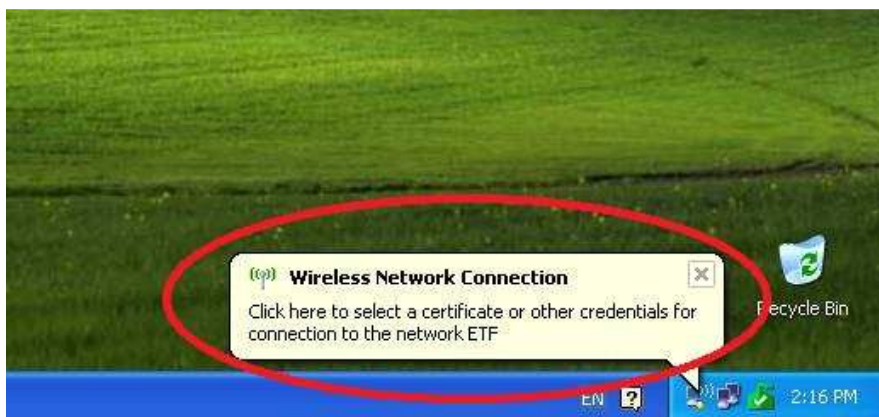 Wireless Network Connection
Click here to select a certificate or other credentials for
connection to the network ETF
Recycle Bin
EN
2:16 PM